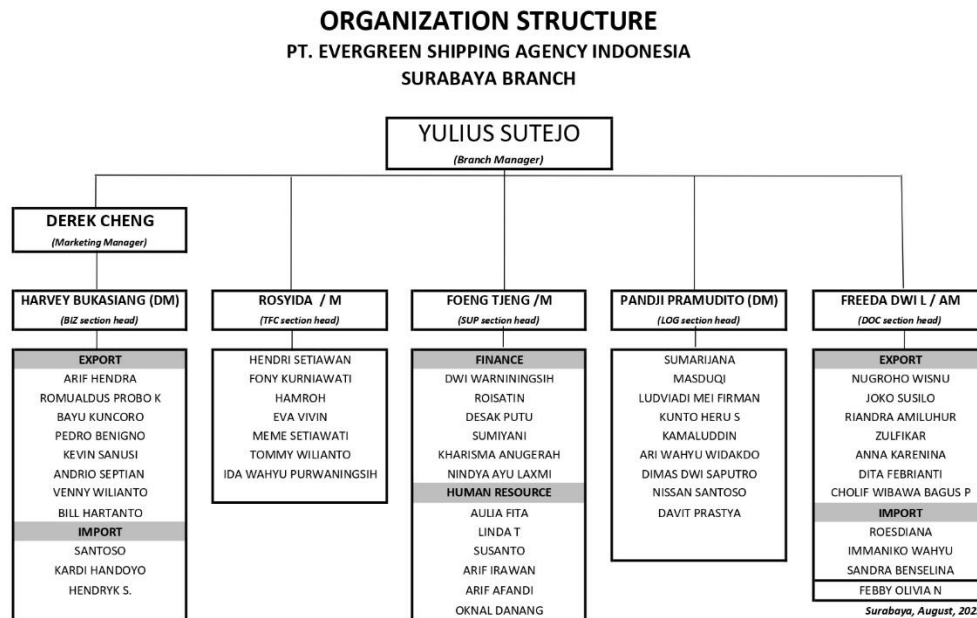 ORGANIZATION STRUCTURE
PT. EVERGREEN SHIPPING AGENCY INDONESIA
SURABAYA BRANCH
YULIUS SUTEJO
(Branch Manager)
DEREK CHENG
(Marketing Manager)
HARVEY BUKASIANG (DM)
(BIZ section head)
EXPORT
ARIF HENDRA
ROMUALDUS PROBO K
BAYU KUNCORO
PEDRO BENIGNO
KEVIN SANUSI
ANDRIO SEPTIAN
VENNY WILIANTO
BILL HARTANTO
IMPORT
SANTOSO
KARDI HANDOYO
HENDRYK S.
ROSYIDA / M
(TFC section head)
HENDRI SETIAWAN
FONY KURNIAWATI
HAMROH
EVA VIVIN
MEME SETIAWATI
TOMMY WILIANTO
IDA WAHYU PURWANINGSIH
FOENG TJENG /M
(SUP section head)
FINANCE
DWI WARNININGSIH
ROISATIN
DESAK PUTU
SUMIYANI
KHARISMA ANUGERAH
NINDYA AYU LAXMI
HUMAN RESOURCE
AULIA FITA
LINDA T
SUSANTO
ARIF IRAWAN
ARIF AFANDI
OKNAL DANANG
PANDJI PRAMUDITO (DM)
(LOG section head)
SUMARIJANA
MASDUQI
LUDVIADI MEI FIRMAN
KUNTO HERU S
KAMALUDDIN
ARI WAHYU WIDAKDO
DIMAS DWI SAPUTRO
NISSAN SANTOSO
DAVIT PRASTYA
FREEDA DWI L / AM
(DOC section head)
EXPORT
NUGROHO WISNU
JOKO SUSILO
RIANDRA AMILUHUR
ZULFIKAR
ANNA KARENINA
DITA FEBRIANTI
CHOLIF WIBAWA BAGUS P
IMPORT
ROESDIANA
IMMANIKO WAHYU
SANDRA BENSELINA
FEBBY OLIVIA N
Surabaya, August,